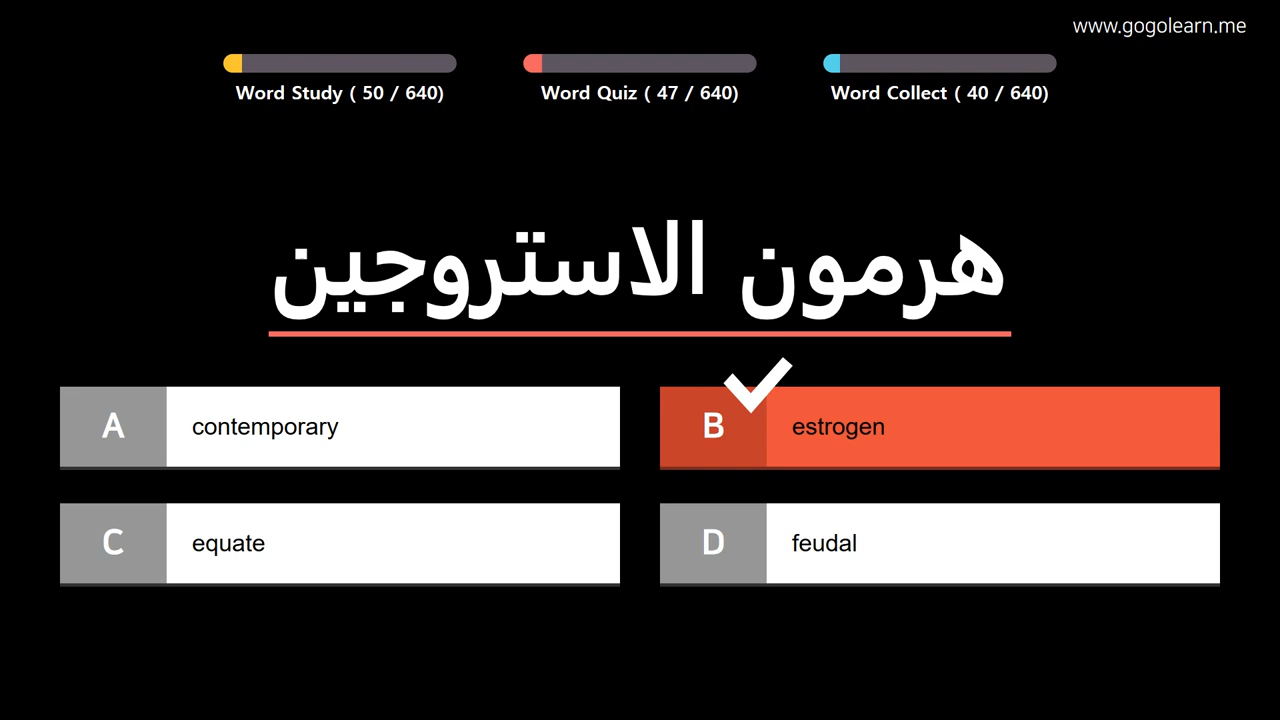 www.gogolearn.me
Word Study ( 50 / 640)
Word Quiz ( 47 / 640)
Word Collect ( 40 / 640)
هرمون الاستروجين
A contemporary
B estrogen
C equate
D feudal